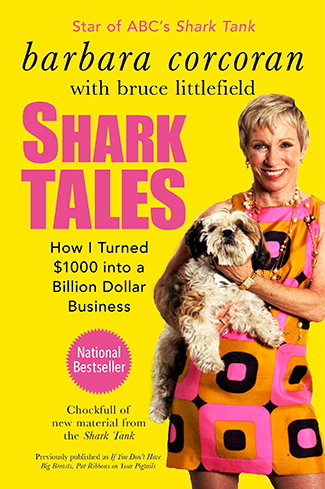 Star of ABC's Shark Tank
barbara corcoran
with bruce littlefield
SHARK
TALES
How I Turned
$1000 into a
Billion Dollar
Business
National
Bestseller
Chockfull of
new material from
the Shark Tank
Previously published as If You Don't Have
Big Breasts, Put Ribbons on Your Pigtails